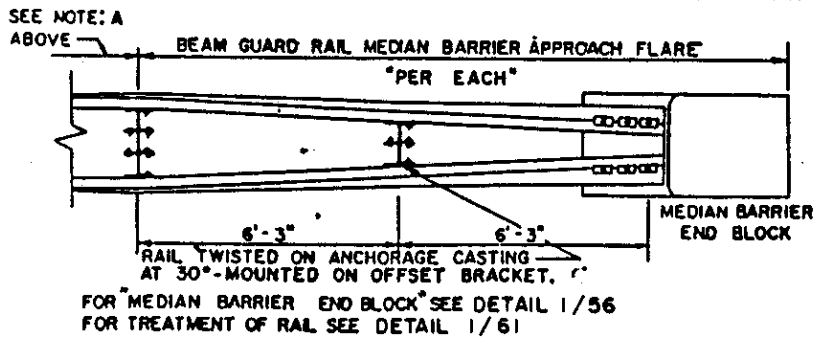 SEE NOTE: A
ABOVE
BEAM GUARD RAIL MEDIAN BARRIER APPROACH FLARE
"PER EACH"
6'-3" 6'-3"
MEDIAN BARRIER
END BLOCK
RAIL TWISTED ON ANCHORAGE CASTING
AT 30°-MOUNTED ON OFFSET BRACKET.
FOR "MEDIAN BARRIER END BLOCK" SEE DETAIL 1/56
FOR TREATMENT OF RAIL SEE DETAIL 1/61